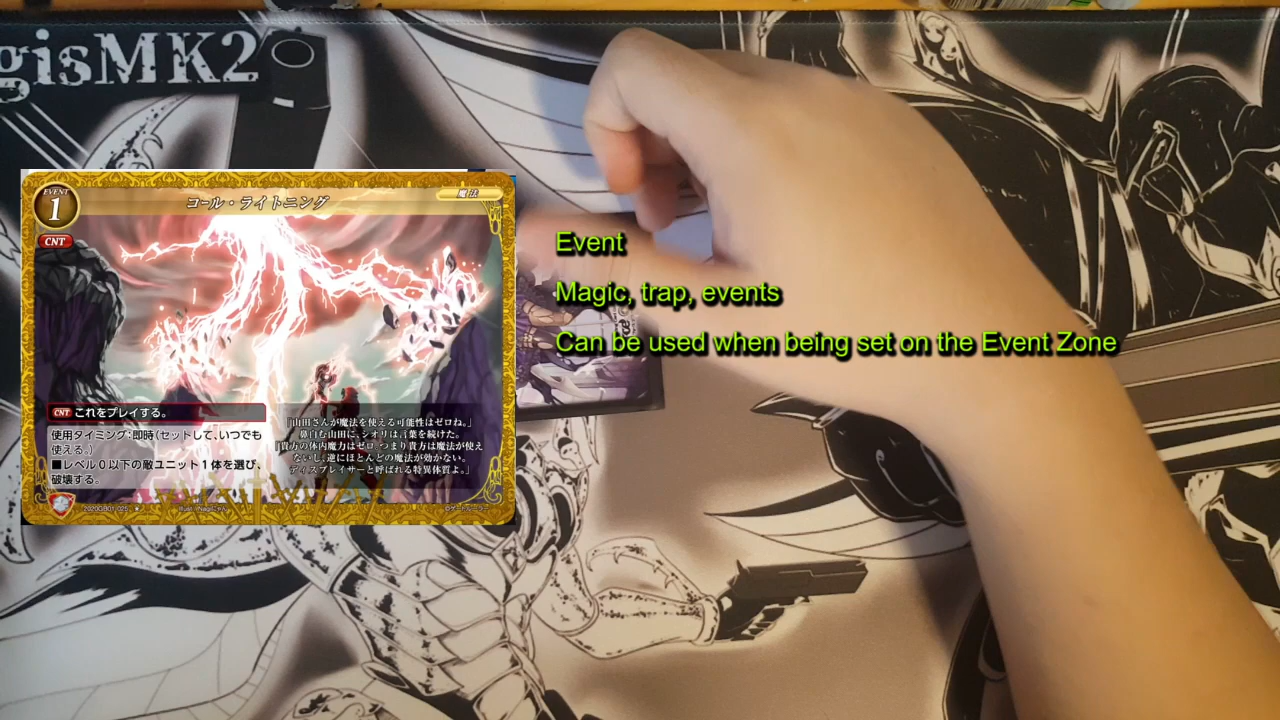 gisMK2
EVENT
1
コール・ライトニング
魔法
CNT
Event
Magic, trap, events
Can be used when being set on the Event Zone
CNT これをプレイする。
使用タイミング:即時(セットして、いつでも
使える。)
■レベル0以下の敵ユニット1体を選び、
破壊する。
「山田さんが魔法を使える可能性はゼロね。」
鼻白む山田に、シオリは言葉を続けた。
「貴方の体内魔力はゼロ。つまり貴方は魔法が使え
ないし、逆にほとんどの魔法が効かない。
ディスプレイサーと呼ばれる特異体質よ。」
2020GB01-025